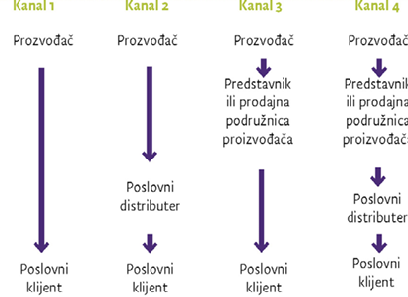 Kanal 1
Kanal 2
Kanal 3
Kanal 4
Prozvođač
Prozvođač
Prozvođač
Prozvođač
Predstavnik
ili prodajna
podružnica
proizvođača
Predstavnik
ili prodajna
podružnica
proizvođača
Poslovni
distributer
Poslovni
distributer
Poslovni
klijent
Poslovni
klijent
Poslovni
klijent
Poslovni
klijent